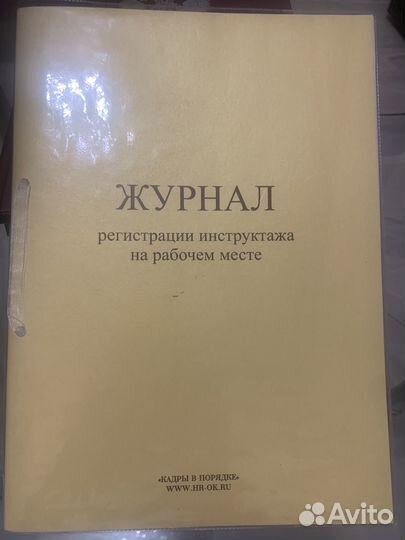 ЖУРНАЛ
регистрации инструктажа
на рабочем месте
«КАДРЫ В ПОРЯДКЕ»
WWW.HR-OK.RU
Avito